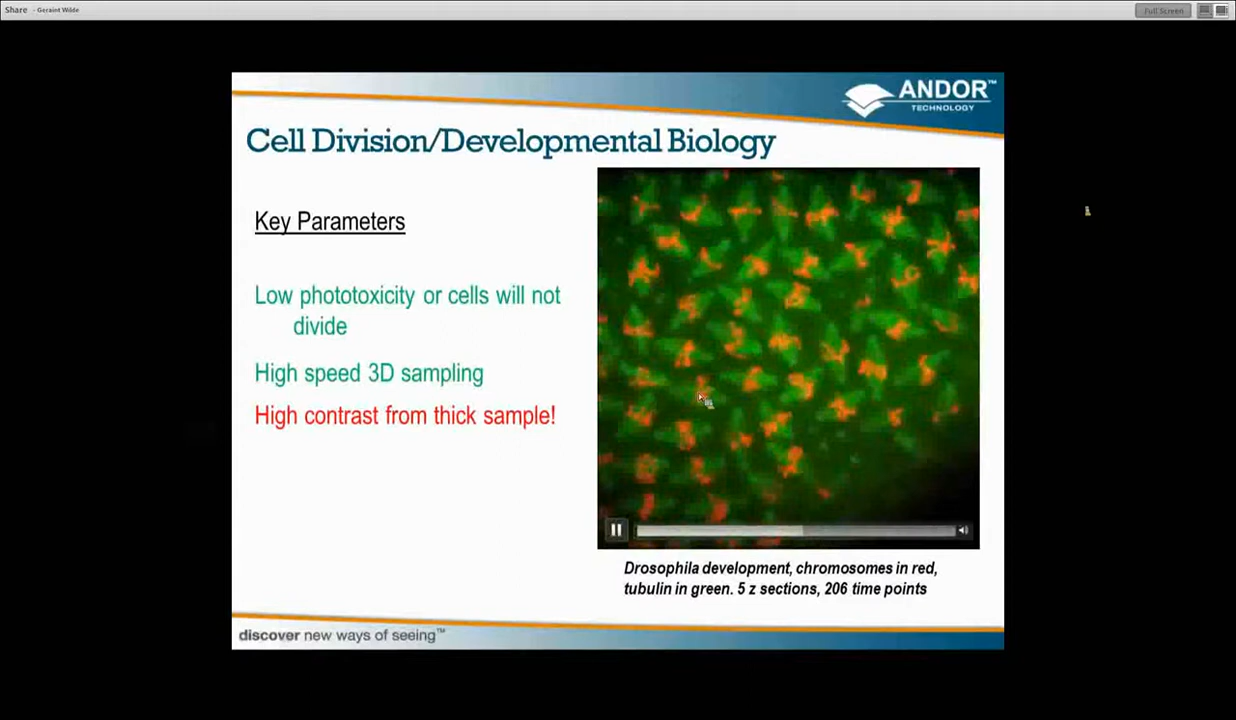 Share - Geraint Wilde
Full Screen
ANDOR™
TECHNOLOGY
Cell Division/Developmental Biology
Key Parameters
Low phototoxicity or cells will not
divide
High speed 3D sampling
High contrast from thick sample!
Drosophila development, chromosomes in red,
tubulin in green. 5 z sections, 206 time points
discover new ways of seeing™